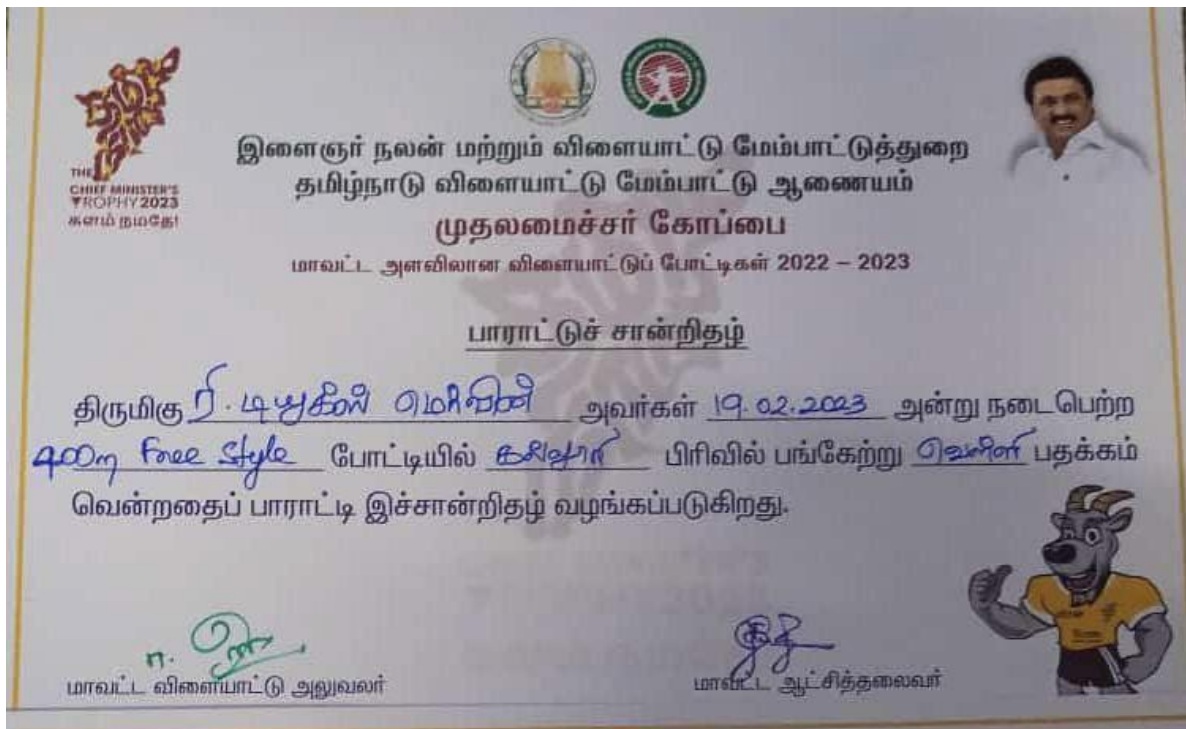 THE
CHIEF MINISTER'S
TROPHY 2023
களம் நமதே!
இளைஞர் நலன் மற்றும் விளையாட்டு மேம்பாட்டுத்துறை
தமிழ்நாடு விளையாட்டு மேம்பாட்டு ஆணையம்
முதலமைச்சர் கோப்பை
மாவட்ட அளவிலான விளையாட்டுப் போட்டிகள் 2022 – 2023
பாராட்டுச் சான்றிதழ்
திருமிகு ரி. அவர்கள் 19.02.2023 அன்று நடைபெற்ற
400m Free Style போட்டியில் கல்லூரி பிரிவில் பங்கேற்று வெள்ளி பதக்கம்
வென்றதைப் பாராட்டி இச்சான்றிதழ் வழங்கப்படுகிறது.
மாவட்ட விளையாட்டு அலுவலர்
மாவட்ட ஆட்சித்தலைவர்